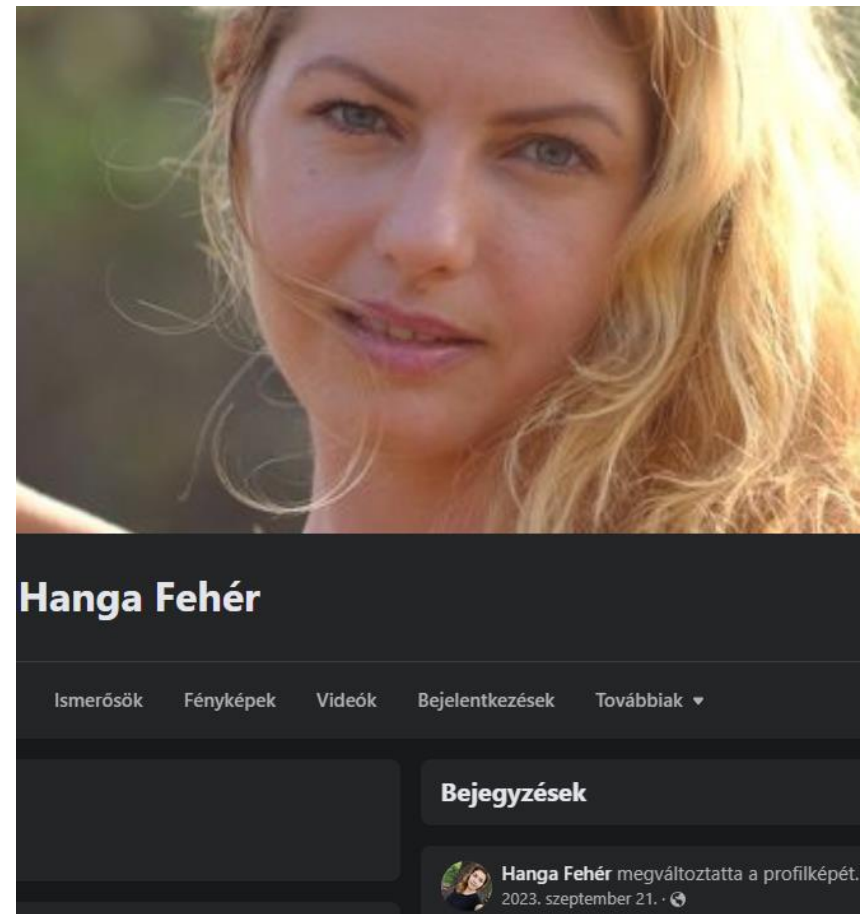 Hanga Fehér
Ismerősök Fényképek Videók Bejelentkezések Továbbiak
Bejegyzések
Hanga Fehér megváltoztatta a profilképét.
2023. szeptember 21. ·